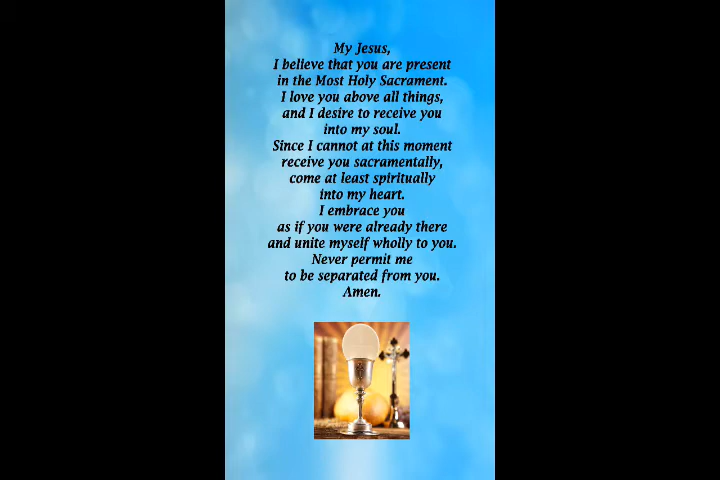 My Jesus,
I believe that you are present
in the Most Holy Sacrament.
I love you above all things,
and I desire to receive you
into my soul.
Since I cannot at this moment
receive you sacramentally,
come at least spiritually
into my heart.
I embrace you
as if you were already there
and unite myself wholly to you.
Never permit me
to be separated from you.
Amen.